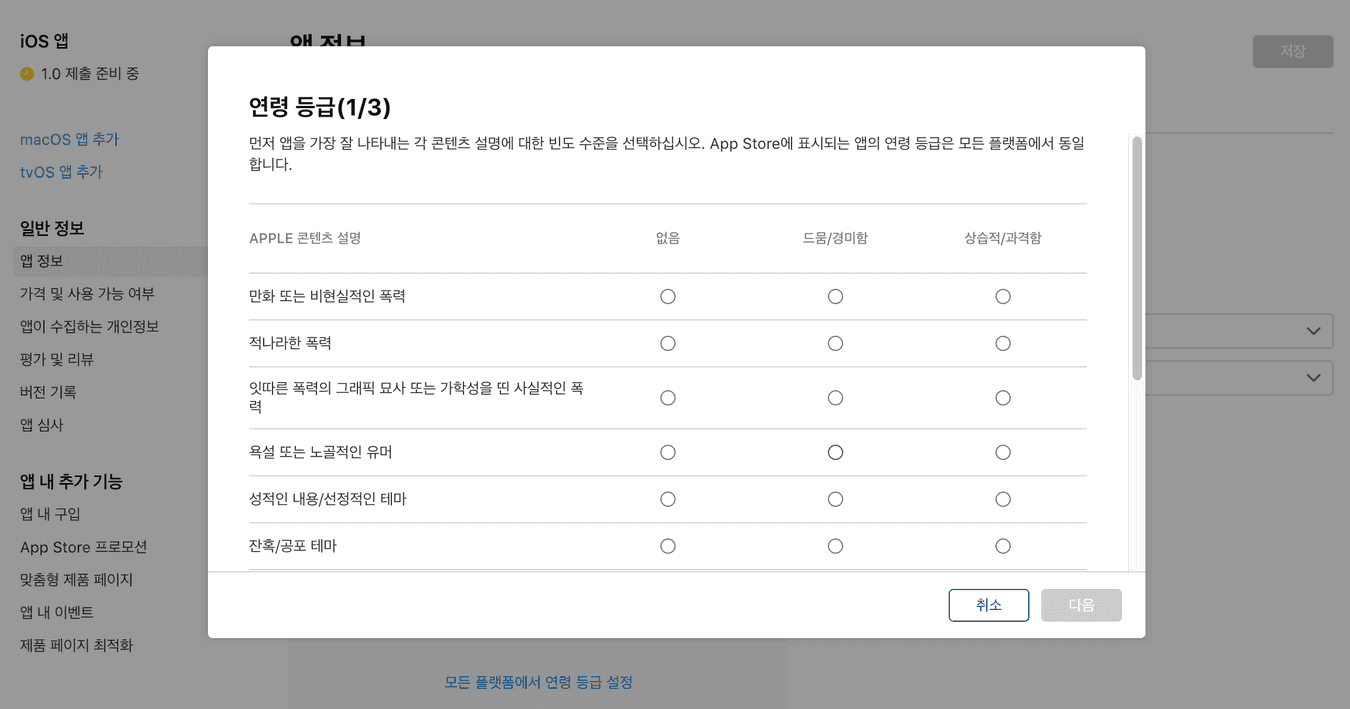 iOS 앱
1.0 제출 준비 중
macOS 앱 추가
tvOS 앱 추가
일반 정보
앱 정보
가격 및 사용 가능 여부
앱이 수집하는 개인정보
평가 및 리뷰
버전 기록
앱 심사
앱 내 추가 기능
앱 내 구입
App Store 프로모션
맞춤형 제품 페이지
앱 내 이벤트
제품 페이지 최적화
앱 정보
저장
연령 등급(1/3)
먼저 앱을 가장 잘 나타내는 각 콘텐츠 설명에 대한 빈도 수준을 선택하십시오. App Store에 표시되는 앱의 연령 등급은 모든 플랫폼에서 동일
합니다.
APPLE 콘텐츠 설명 없음 드뭄/경미함 상습적/과격함
만화 또는 비현실적인 폭력
적나라한 폭력
잇따른 폭력의 그래픽 묘사 또는 가학성을 띤 사실적인 폭
력
욕설 또는 노골적인 유머
성적인 내용/선정적인 테마
잔혹/공포 테마
취소 다음
모든 플랫폼에서 연령 등급 설정